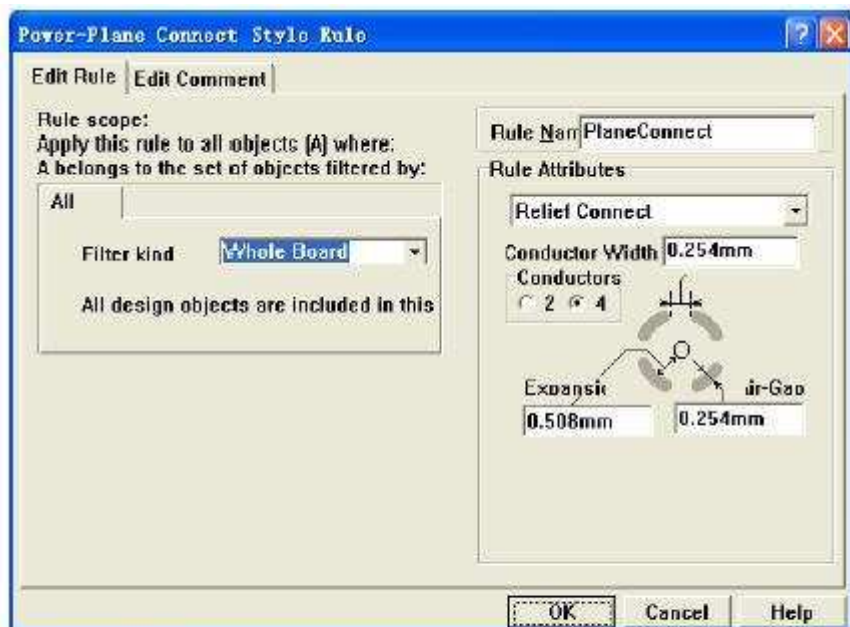 Power-Plane Connect Style Rule
Edit Rule
Edit Comment
Rule scope:
Apply this rule to all objects (A) where:
A belongs to the set of objects filtered by:
All
Filter kind
Whole Board
All design objects are included in this
Rule Nam
PlaneConnect
Rule Attributes
Relief Connect
Conductor Width
0.254mm
Conductors
2
4
Expansic
ir-Gap
0.508mm
0.254mm
OK
Cancel
Help